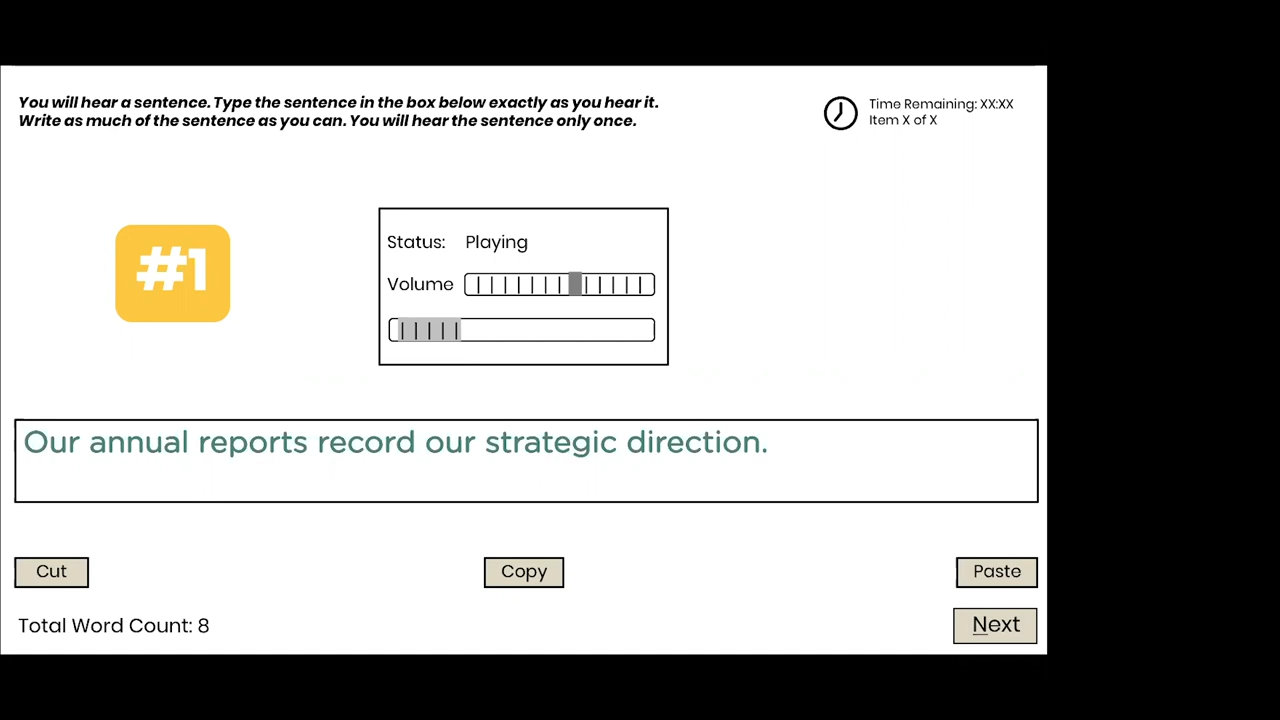 You will hear a sentence. Type the sentence in the box below exactly as you hear it.
Write as much of the sentence as you can. You will hear the sentence only once.
Time Remaining: XX:XX
Item X of X
#1
Status: Playing
Volume
Our annual reports record our strategic direction.
Cut
Copy
Paste
Total Word Count: 8
Next